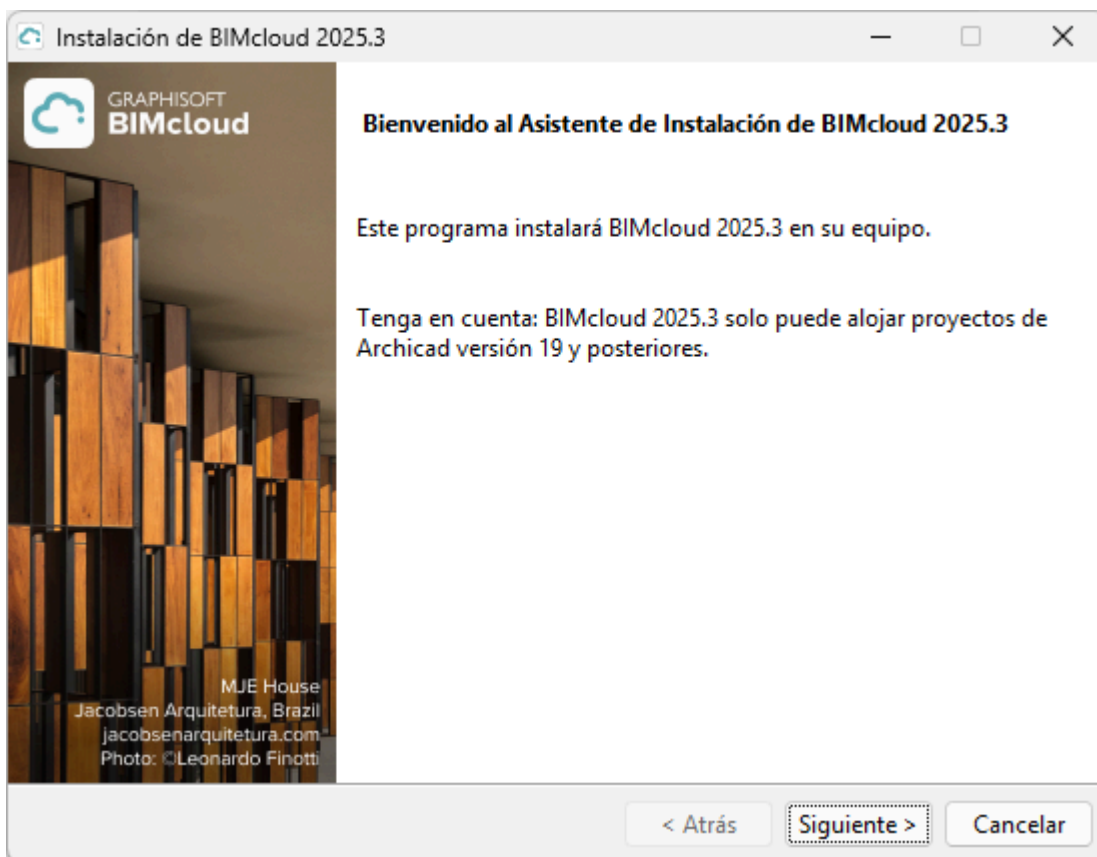 Instalación de BIMcloud 2025.3
GRAPHISOFT
BIMcloud
Bienvenido al Asistente de Instalación de BIMcloud 2025.3
Este programa instalará BIMcloud 2025.3 en su equipo.
Tenga en cuenta: BIMcloud 2025.3 solo puede alojar proyectos de
Archicad versión 19 y posteriores.
MJE House
Jacobsen Arquitetura, Brazil
jacobsenarquitetura.com
Photo: ©Leonardo Finotti
< Atrás
Siguiente >
Cancelar